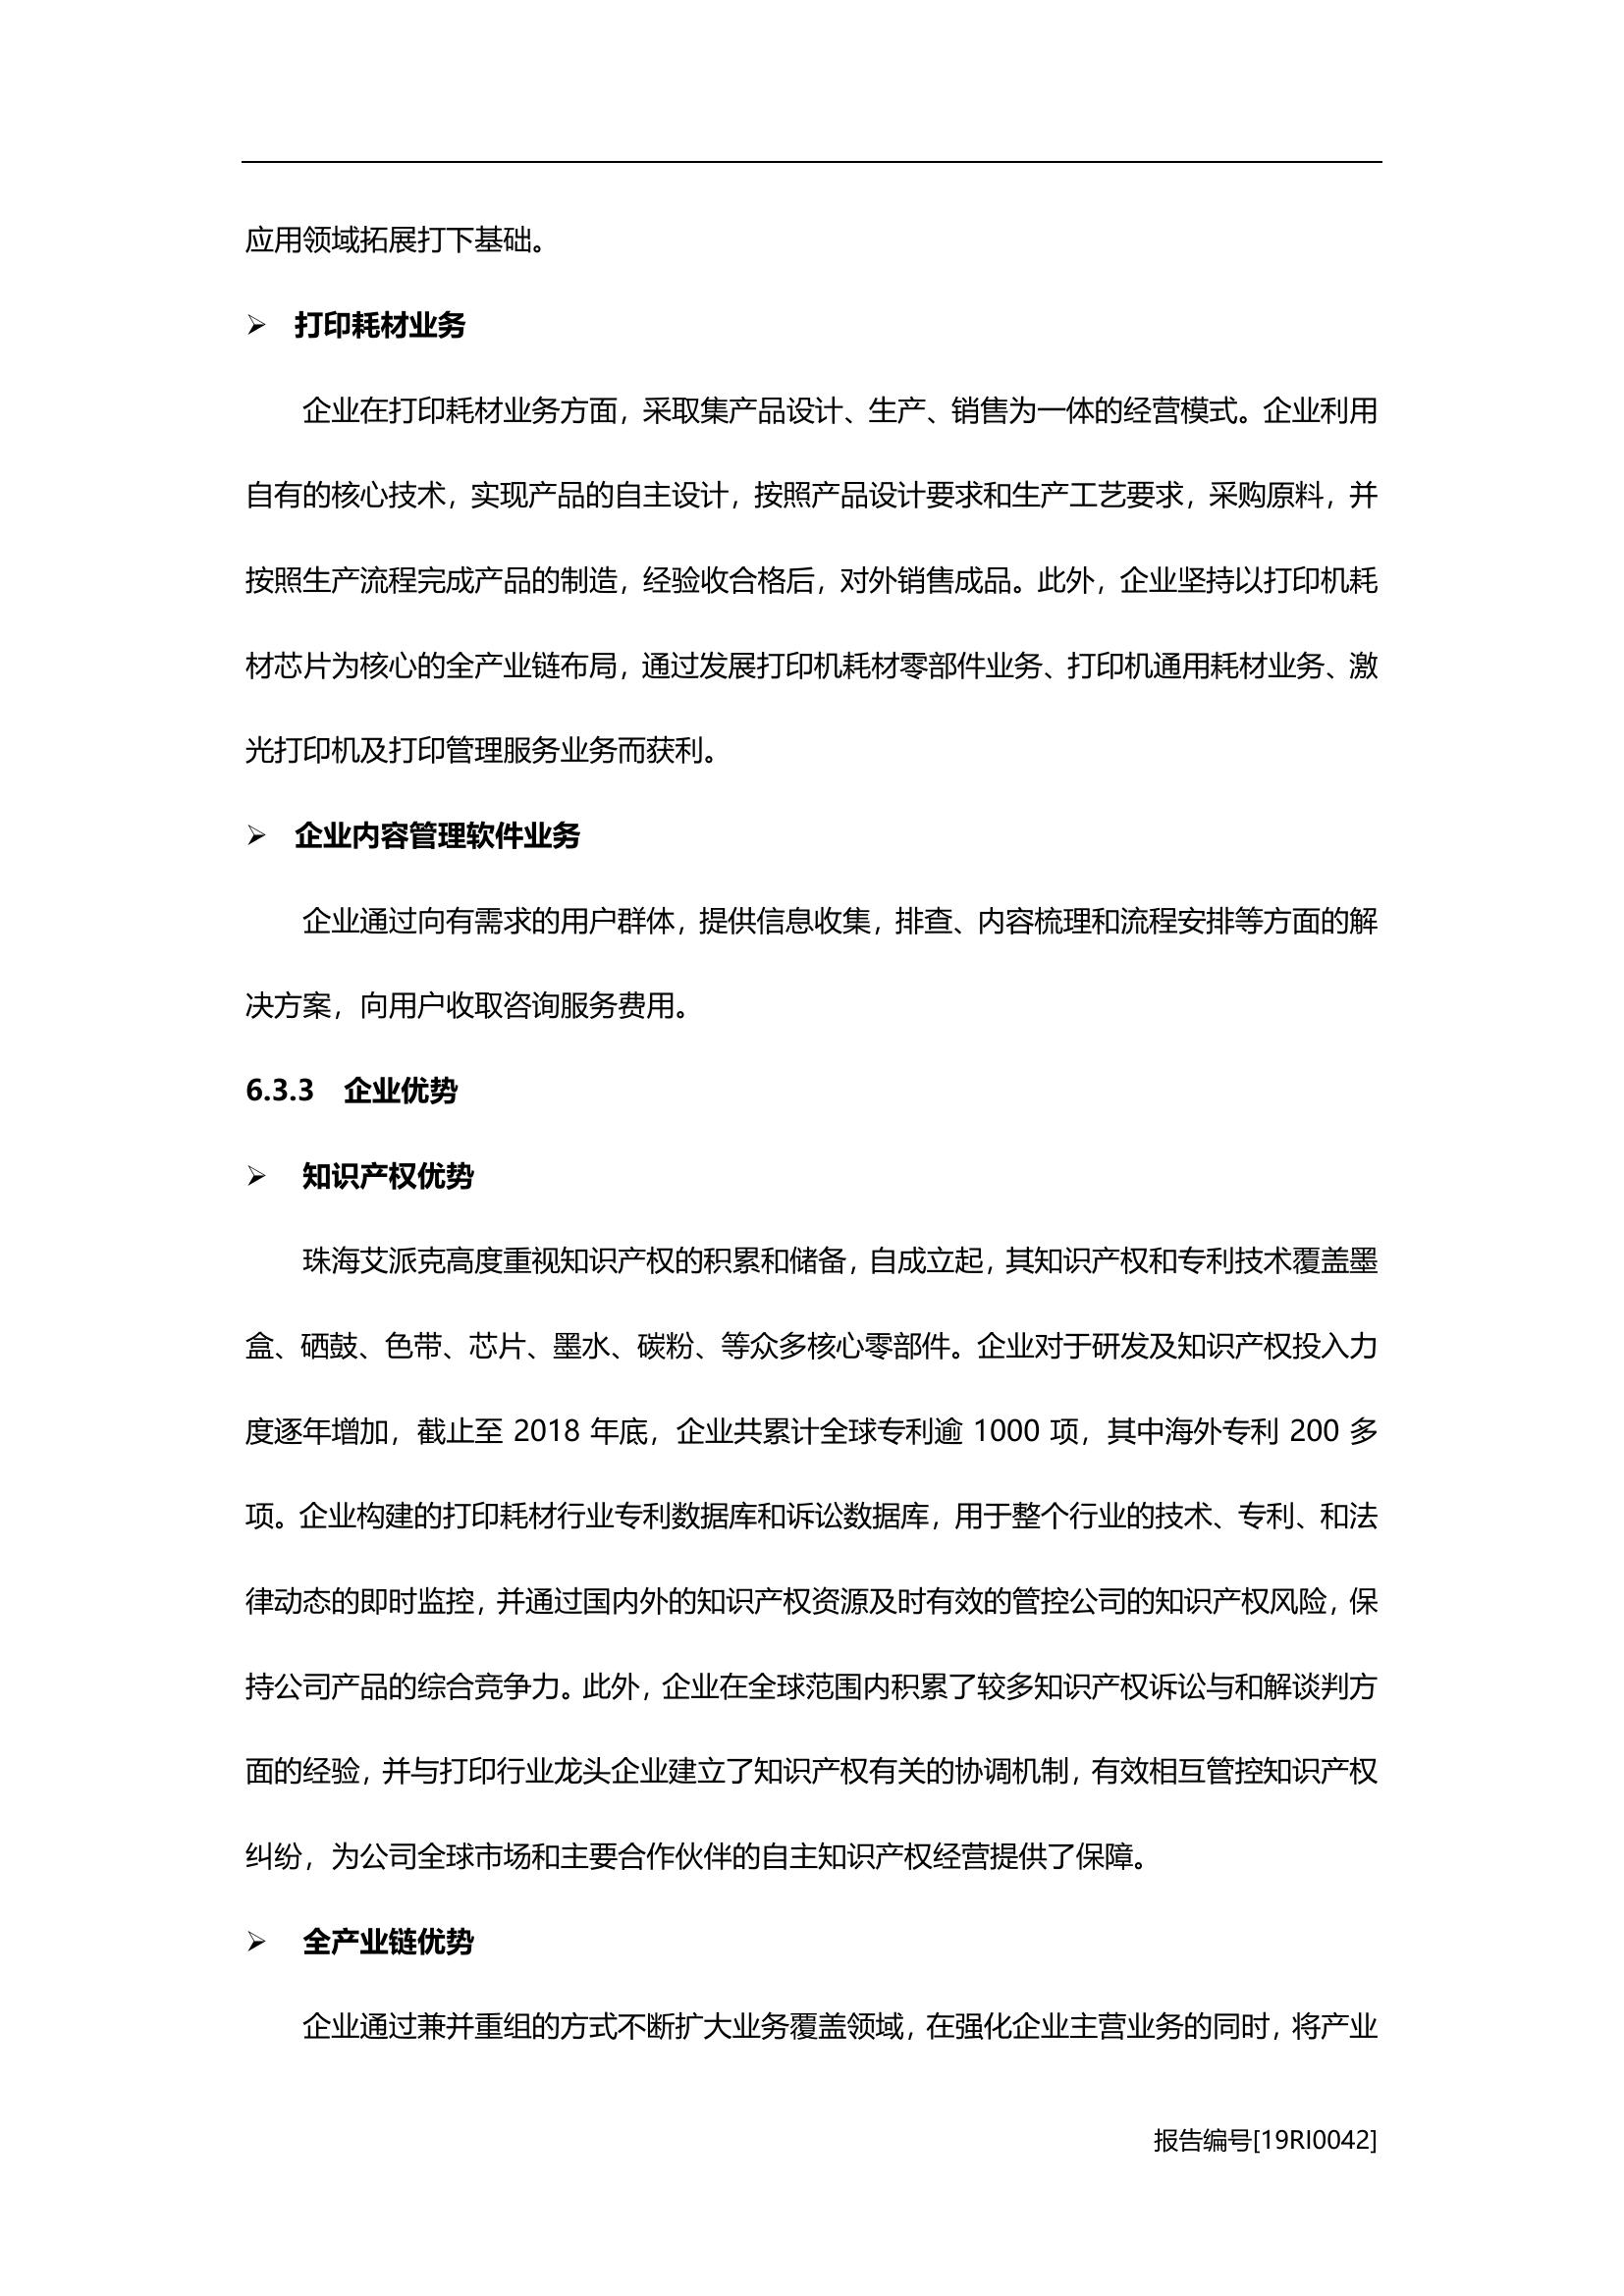 应用领域拓展打下基础。
➢ 打印耗材业务
企业在打印耗材业务方面，采取集产品设计、生产、销售为一体的经营模式。企业利用
自有的核心技术，实现产品的自主设计，按照产品设计要求和生产工艺要求，采购原料，并
按照生产流程完成产品的制造，经验收合格后，对外销售成品。此外，企业坚持以打印机耗
材芯片为核心的全产业链布局，通过发展打印机耗材零部件业务、打印机通用耗材业务、激
光打印机及打印管理服务业务而获利。
➢ 企业内容管理软件业务
企业通过向有需求的用户群体，提供信息收集，排查、内容梳理和流程安排等方面的解
决方案，向用户收取咨询服务费用。
6.3.3 企业优势
➢ 知识产权优势
珠海艾派克高度重视知识产权的积累和储备，自成立起，其知识产权和专利技术覆盖墨
盒、硒鼓、色带、芯片、墨水、碳粉、等众多核心零部件。企业对于研发及知识产权投入力
度逐年增加，截止至 2018 年底，企业共累计全球专利逾 1000 项，其中海外专利 200 多
项。企业构建的打印耗材行业专利数据库和诉讼数据库，用于整个行业的技术、专利、和法
律动态的即时监控，并通过国内外的知识产权资源及时有效的管控公司的知识产权风险，保
持公司产品的综合竞争力。此外，企业在全球范围内积累了较多知识产权诉讼与和解谈判方
面的经验，并与打印行业龙头企业建立了知识产权有关的协调机制，有效相互管控知识产权
纠纷，为公司全球市场和主要合作伙伴的自主知识产权经营提供了保障。
➢ 全产业链优势
企业通过兼并重组的方式不断扩大业务覆盖领域，在强化企业主营业务的同时，将产业
报告编号[19RI0042]